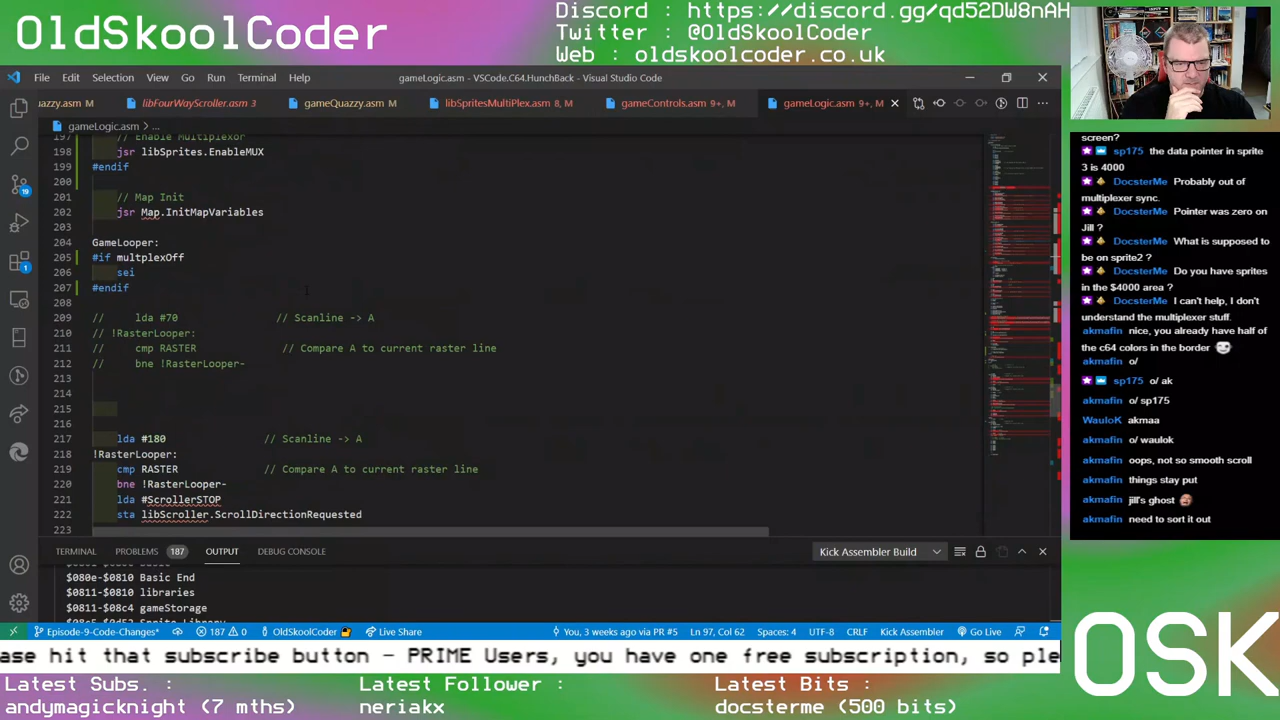 OldSkoolCoder
Discord : https://discord.gg/qd52DW8nAH
Twitter : @OldSkoolCoder
Web : oldskoolcoder.co.uk
File Edit Selection View Go Run Terminal Help
gameLogic.asm - VSCode.C64.HunchBack - Visual Studio Code
uazzy.asm M
libFourWayScroller.asm 3
gameQuazzy.asm M
libSpritesMultiPlex.asm 8, M
gameControls.asm 9+, M
gameLogic.asm 9+, M
gameLogic.asm > ...
197 // Enable Multiplexor
198 jsr libSprites.EnableMUX
199 #endif
200
201 // Map Init
202 jsr Map.InitMapVariables
203
204 GameLooper:
205 #if multplexOff
206 sei
207 #endif
208
209 // lda #70 // Scanline -> A
210 // !RasterLooper:
211 // cmp RASTER // Compare A to current raster line
212 // bne !RasterLooper-
213
214
215
216
217 lda #180 // Scanline -> A
218 !RasterLooper:
219 cmp RASTER // Compare A to current raster line
220 bne !RasterLooper-
221 lda #ScrollerSTOP
222 sta libScroller.ScrollDirectionRequested
223
TERMINAL PROBLEMS 187 OUTPUT DEBUG CONSOLE
Kick Assembler Build
$080e-$0810 Basic End
$0811-$0810 libraries
$0811-$08c4 gameStorage
19
1
Episode-9-Code-Changes* 187 0 OldSkoolCoder Live Share You, 3 weeks ago via PR #5 Ln 97, Col 62 Spaces: 4 UTF-8 CRLF Kick Assembler Go Live
screen?
sp175 the data pointer in sprite
3 is 4000
DocsterMe Probably out of
multiplexer sync.
DocsterMe Pointer was zero on
Jill ?
DocsterMe What is supposed to
be on sprite2 ?
DocsterMe Do you have sprites
in the $4000 area ?
DocsterMe I can't help, I don't
understand the multiplexer stuff.
akmafin nice, you already have half of
the c64 colors in the border
akmafin o/
sp175 o/ ak
akmafin o/ sp175
WauloK akmaa
akmafin o/ waulok
akmafin oops, not so smooth scroll
akmafin things stay put
akmafin jill's ghost
akmafin need to sort it out
ase hit that subscribe button - PRIME Users, you have one free subscription, so ple
Latest Subs. :
andymagicknight (7 mths)
Latest Follower :
neriakx
Latest Bits :
docsterme (500 bits)
OSK